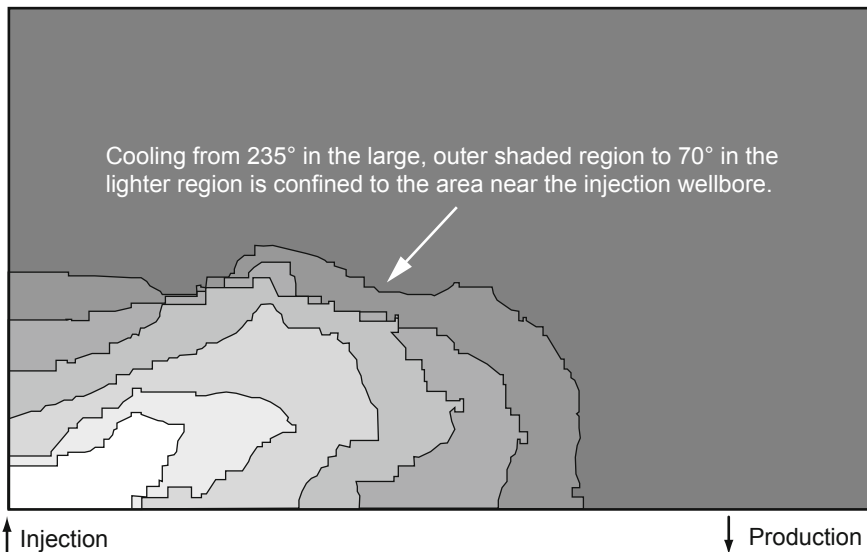 Cooling from 235° in the large, outer shaded region to 70° in the
lighter region is confined to the area near the injection wellbore.
Injection
Production